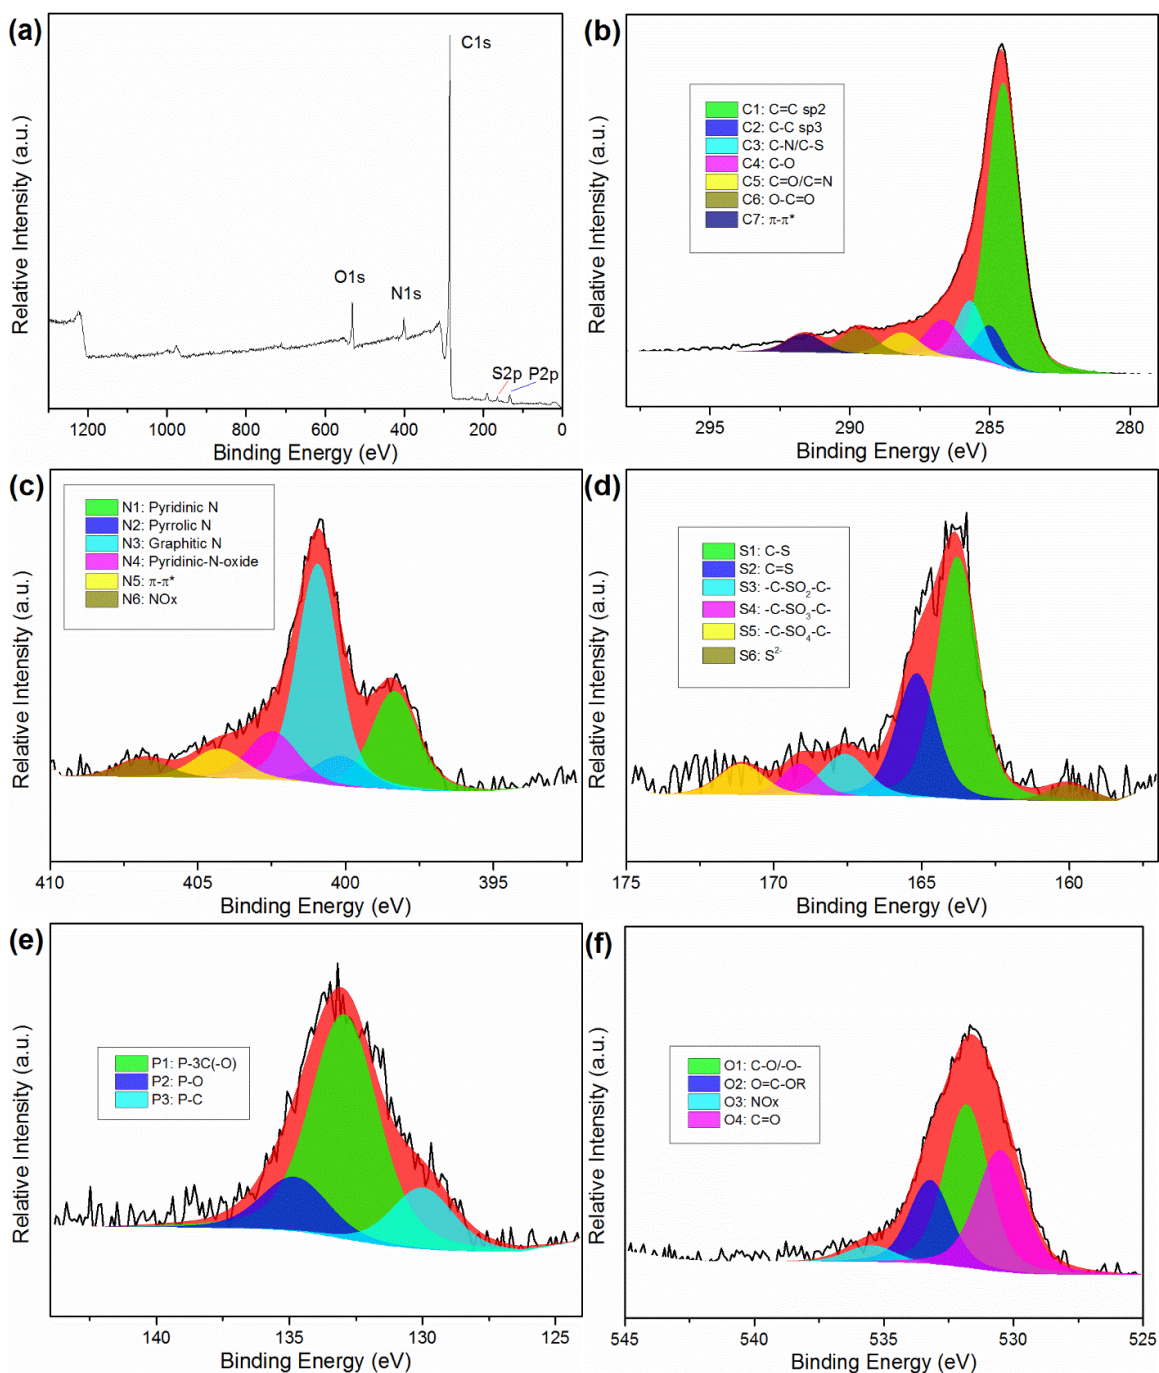 (a)
C1s
O1s
N1s
S2p P2p
Relative Intensity (a.u.)
1200 1000 800 600 400 200 0
Binding Energy (eV)
(b)
C1: C=C sp2
C2: C-C sp3
C3: C-N/C-S
C4: C-O
C5: C=O/C=N
C6: O-C=O
C7: π-π*
Relative Intensity (a.u.)
295 290 285 280
Binding Energy (eV)
(c)
N1: Pyridinic N
N2: Pyrrolic N
N3: Graphitic N
N4: Pyridinic-N-oxide
N5: π-π*
N6: NOx
Relative Intensity (a.u.)
410 405 400 395
Binding Energy (eV)
(d)
S1: C-S
S2: C=S
S3: -C-SO₂-C-
S4: -C-SO₃-C-
S5: -C-SO₄-C-
S6: S²⁻
Relative Intensity (a.u.)
175 170 165 160
Binding Energy (eV)
(e)
P1: P-3C(-O)
P2: P-O
P3: P-C
Relative Intensity (a.u.)
140 135 130 125
Binding Energy (eV)
(f)
O1: C-O/-O-
O2: O=C-OR
O3: NOx
O4: C=O
Relative Intensity (a.u.)
545 540 535 530 525
Binding Energy (eV)